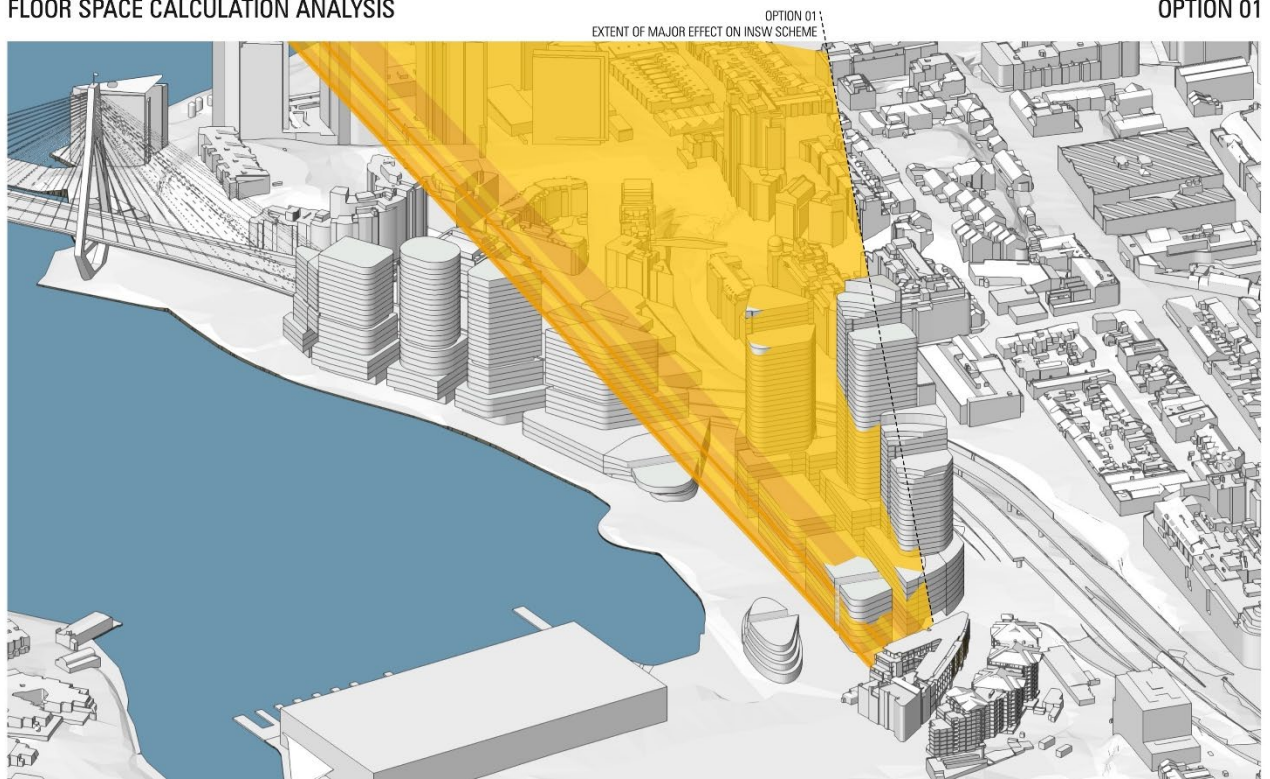 FLOOR SPACE CALCULATION ANALYSIS
OPTION 01
OPTION 01
EXTENT OF MAJOR EFFECT ON INSW SCHEME